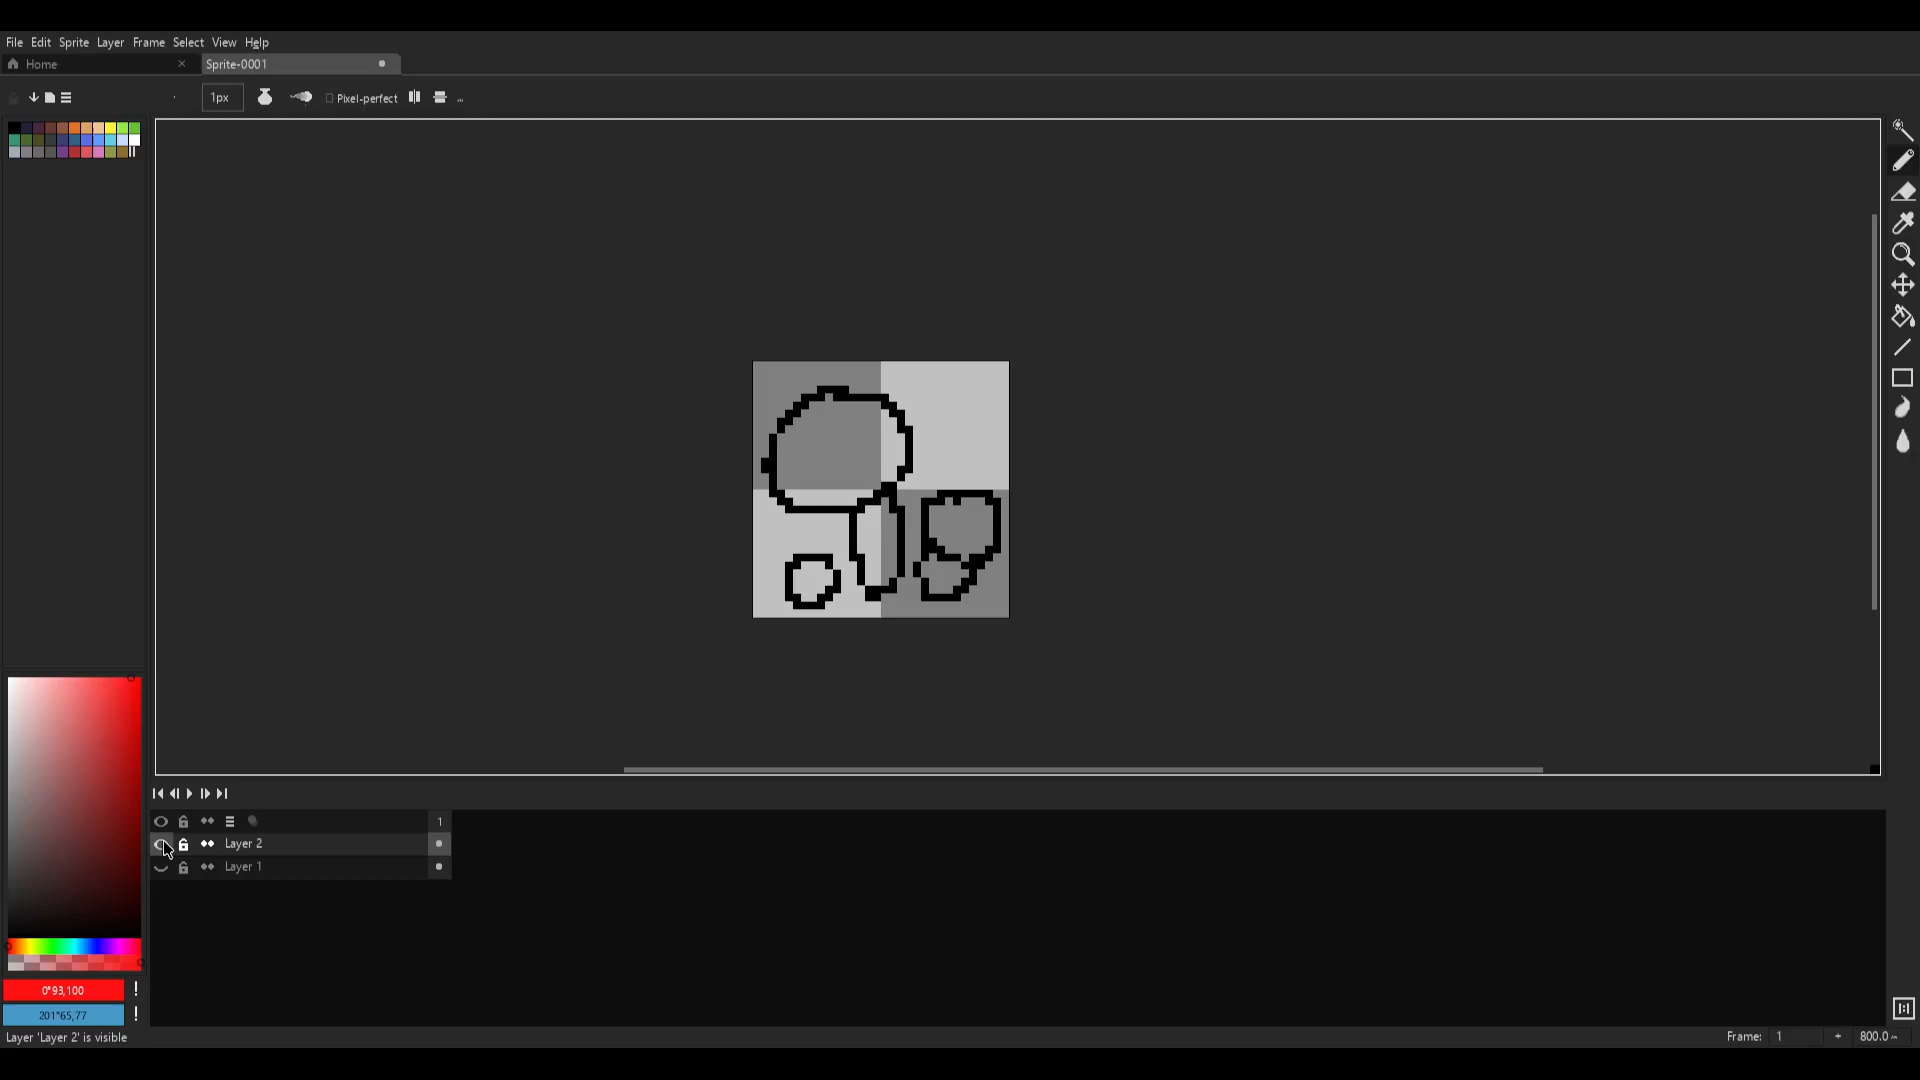 File Edit Sprite Layer Frame Select View Help
Home
Sprite-0001
1px
Pixel-perfect
...
1
Layer 2
Layer 1
0°93,100
!
201°65,77
!
Layer 'Layer 2' is visible
Frame: 1 + 800.0